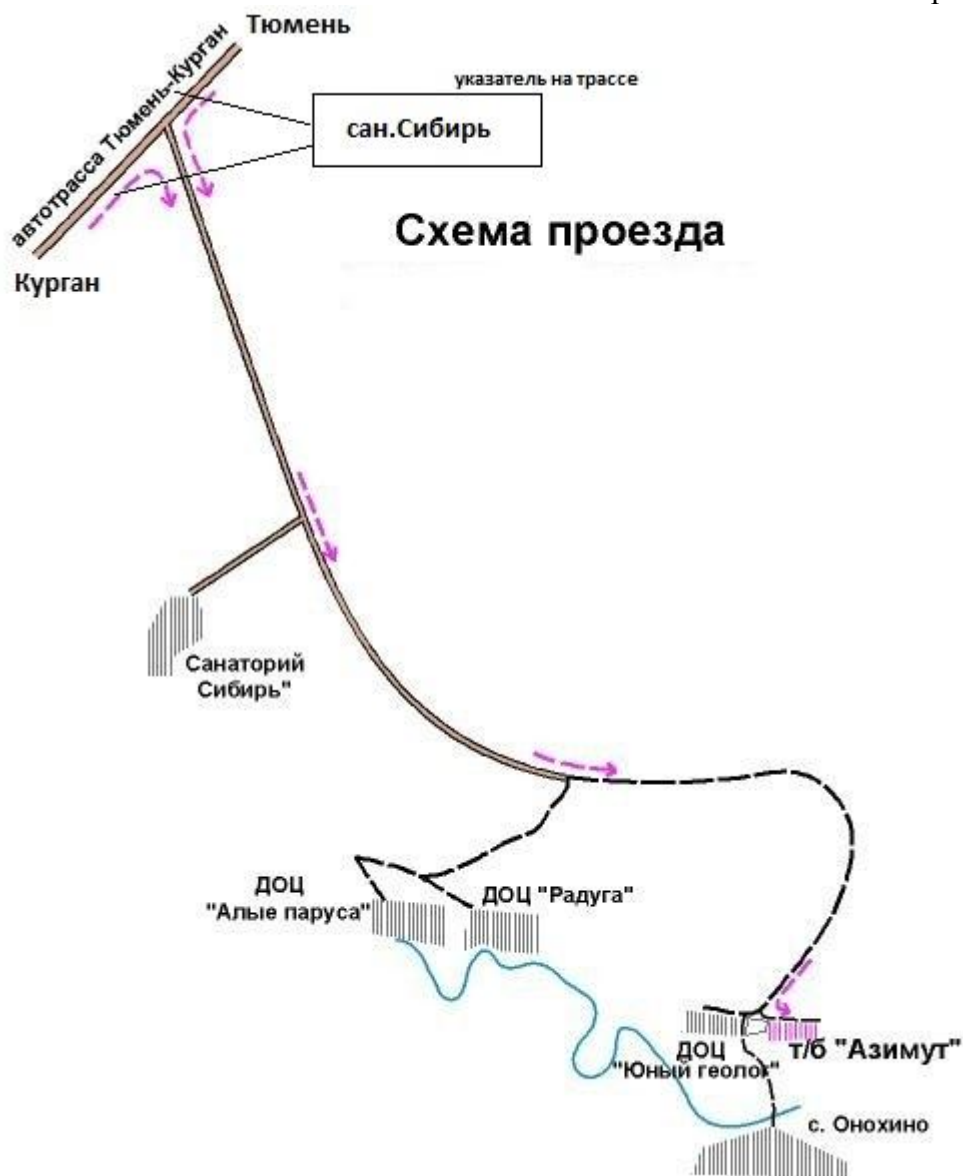 Тюмень
автотрасса Тюмень-Курган
указатель на трассе
сан.Сибирь
Схема проезда
Курган
Санаторий
Сибирь"
ДОЦ
"Алые паруса"
ДОЦ "Радуга"
ДОЦ
"Юный геолог"
т/б "Азимут"
с. Онохино